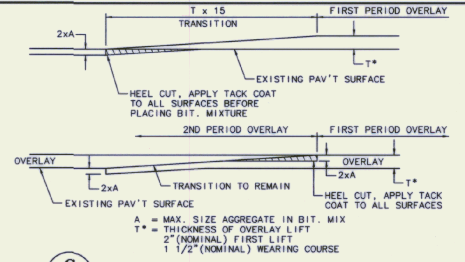 T x 15
FIRST PERIOD OVERLAY
TRANSITION
2xA
T*
EXISTING PAV'T SURFACE
HEEL CUT, APPLY TACK COAT
TO ALL SURFACES BEFORE
PLACING BIT. MIXTURE
2ND PERIOD OVERLAY
FIRST PERIOD OVERLAY
OVERLAY
OVERLAY
2xA
2xA
T*
TRANSITION TO REMAIN
HEEL CUT, APPLY TACK
COAT TO ALL SURFACES
EXISTING PAV'T SURFACE
A = MAX. SIZE AGGREGATE IN BIT. MIX
T* = THICKNESS OF OVERLAY LIFT
2"(NOMINAL) FIRST LIFT
1 1/2"(NOMINAL) WEARING COURSE